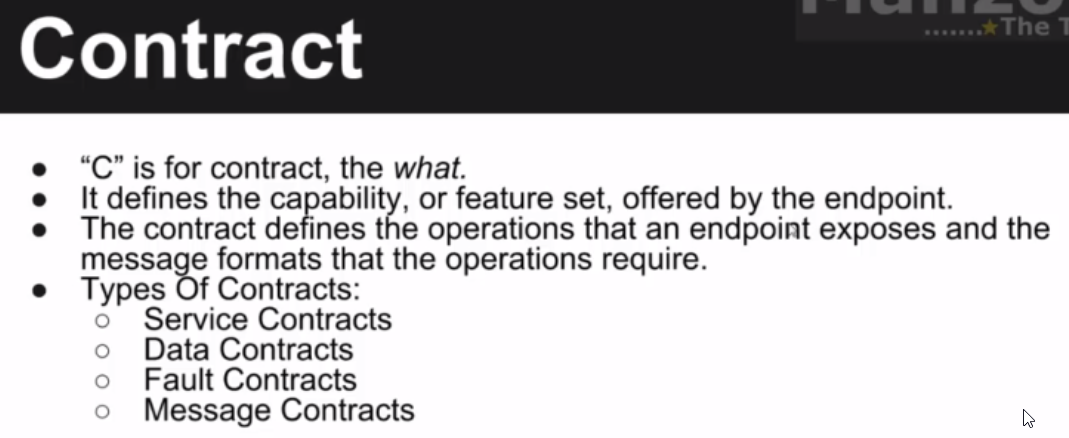 Contract
.......★The
● “C” is for contract, the what.
● It defines the capability, or feature set, offered by the endpoint.
● The contract defines the operations that an endpoint exposes and the
message formats that the operations require.
● Types Of Contracts:
○ Service Contracts
○ Data Contracts
○ Fault Contracts
○ Message Contracts